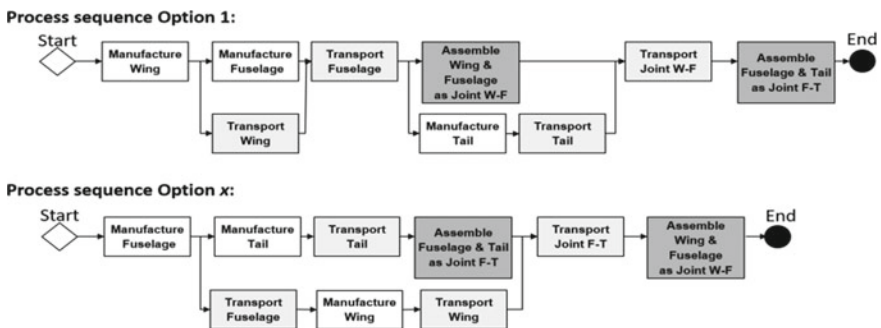 Process sequence Option 1:
Start
End
Manufacture
Wing
Manufacture
Fuselage
Transport
Fuselage
Assemble
Wing &
Fuselage
as Joint W-F
Transport
Joint W-F
Assemble
Fuselage & Tail
as Joint F-T
Transport
Wing
Manufacture
Tail
Transport
Tail
Process sequence Option x:
Start
End
Manufacture
Fuselage
Manufacture
Tail
Transport
Tail
Assemble
Fuselage & Tail
as Joint F-T
Transport
Joint F-T
Assemble
Wing &
Fuselage
as Joint W-F
Transport
Fuselage
Manufacture
Wing
Transport
Wing